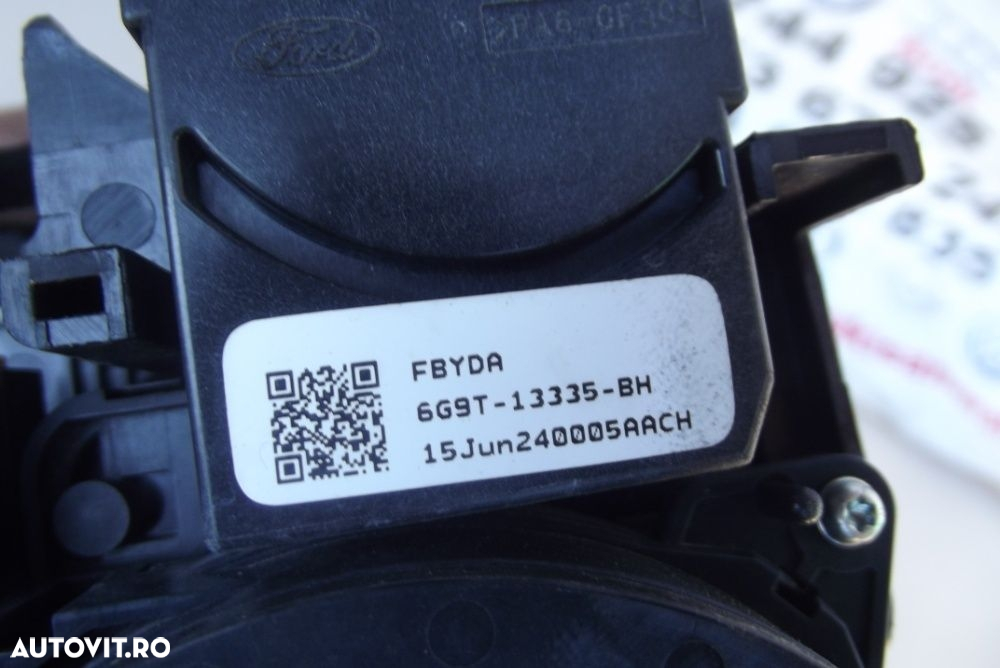 Ford
FBYDA
6G9T-13335-BH
15Jun240005AACH
AUTOVIT.RO